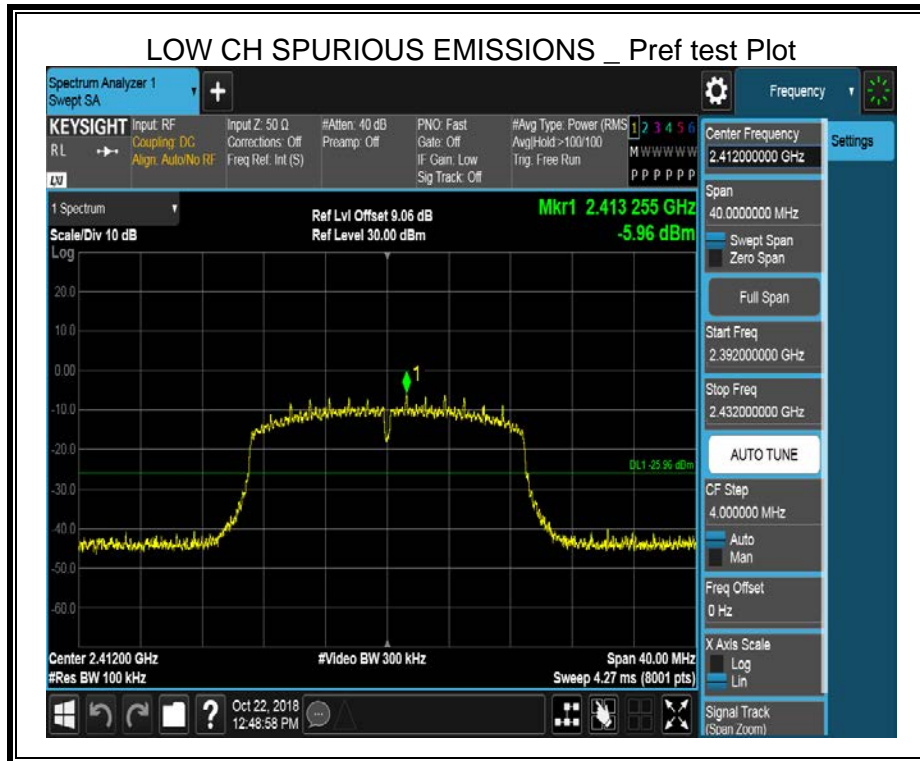 LOW CH SPURIOUS EMISSIONS _ Pref test Plot
Spectrum Analyzer 1
Swept SA
+
Frequency
KEYSIGHT
RL
LXI
Input: RF
Coupling: DC
Align: Auto/No RF
Input Z: 50 Ω
Corrections: Off
Freq Ref: Int (S)
#Atten: 40 dB
Preamp: Off
PNO: Fast
Gate: Off
IF Gain: Low
Sig Track: Off
#Avg Type: Power (RMS
Avg|Hold:>100/100
Trig: Free Run
1 2 3 4 5 6
M W W W W W
P P P P P P
1 Spectrum
Scale/Div 10 dB
Ref Lvl Offset 9.06 dB
Ref Level 30.00 dBm
Mkr1 2.413 255 GHz
-5.96 dBm
Log
20.0
10.0
0.00
-10.0
-20.0
-30.0
-40.0
-50.0
-60.0
1
DL1 -25.96 dBm
Center 2.41200 GHz
#Video BW 300 kHz
Span 40.00 MHz
#Res BW 100 kHz
Sweep 4.27 ms (8001 pts)
Oct 22, 2018
12:48:58 PM
?
Center Frequency
2.412000000 GHz
Settings
Span
40.0000000 MHz
Swept Span
Zero Span
Full Span
Start Freq
2.392000000 GHz
Stop Freq
2.432000000 GHz
AUTO TUNE
CF Step
4.000000 MHz
Auto
Man
Freq Offset
0 Hz
X Axis Scale
Log
Lin
Signal Track
(Span Zoom)